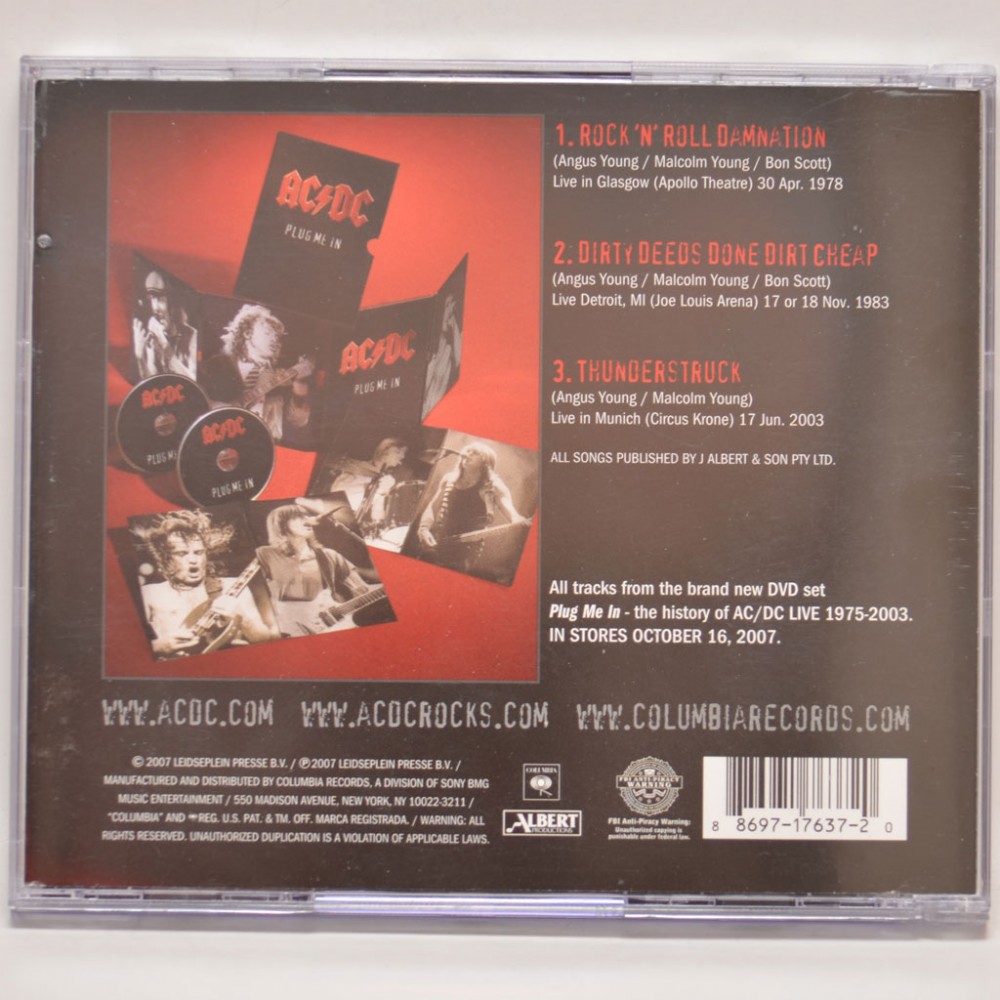 AC/DC
PLUG ME IN
AC/DC
PLUG ME IN
AC/DC
PLUG ME IN
AC/DC
PLUG ME IN
1. ROCK 'N' ROLL DAMNATION
(Angus Young / Malcolm Young / Bon Scott)
Live in Glasgow (Apollo Theatre) 30 Apr. 1978
2. DIRTY DEEDS DONE DIRT CHEAP
(Angus Young / Malcolm Young / Bon Scott)
Live Detroit, MI (Joe Louis Arena) 17 or 18 Nov. 1983
3. THUNDERSTRUCK
(Angus Young / Malcolm Young)
Live in Munich (Circus Krone) 17 Jun. 2003
ALL SONGS PUBLISHED BY J ALBERT & SON PTY LTD.
All tracks from the brand new DVD set
Plug Me In - the history of AC/DC LIVE 1975-2003.
IN STORES OCTOBER 16, 2007.
WWW.ACDC.COM WWW.ACDCROCKS.COM WWW.COLUMBIARECORDS.COM
© 2007 LEIDSEPLEIN PRESSE B.V. / ℗ 2007 LEIDSEPLEIN PRESSE B.V. /
MANUFACTURED AND DISTRIBUTED BY COLUMBIA RECORDS, A DIVISION OF SONY BMG
MUSIC ENTERTAINMENT / 550 MADISON AVENUE, NEW YORK, NY 10022-3211 /
"COLUMBIA" AND REG. U.S. PAT. & TM. OFF. MARCA REGISTRADA. / WARNING: ALL
RIGHTS RESERVED. UNAUTHORIZED DUPLICATION IS A VIOLATION OF APPLICABLE LAWS.
COLUMBIA
ALBERT
PRODUCTIONS
FBI ANTI-PIRACY
WARNING
FBI Anti-Piracy Warning:
Unauthorized copying is
punishable under federal law.
8 8697-17637-2 0